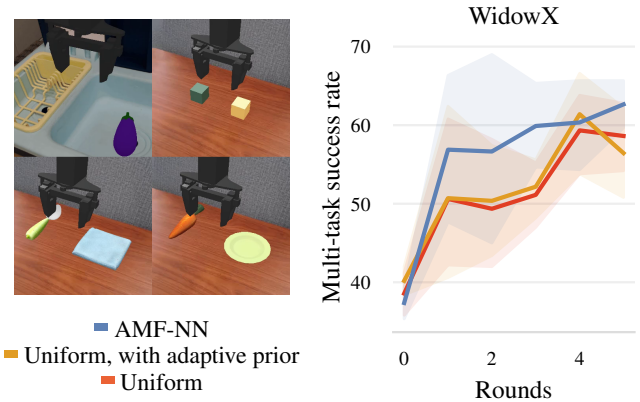 WidowX
70
60
50
40
Multi-task success rate
0
2
4
Rounds
AMF-NN
Uniform, with adaptive prior
Uniform